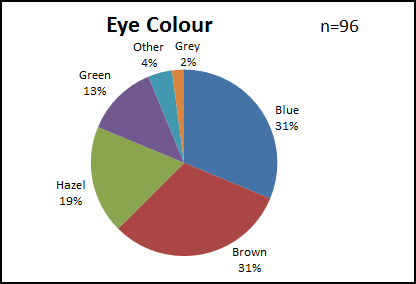 Eye Colour
n=96
Other
4%
Grey
2%
Green
13%
Blue
31%
Hazel
19%
Brown
31%